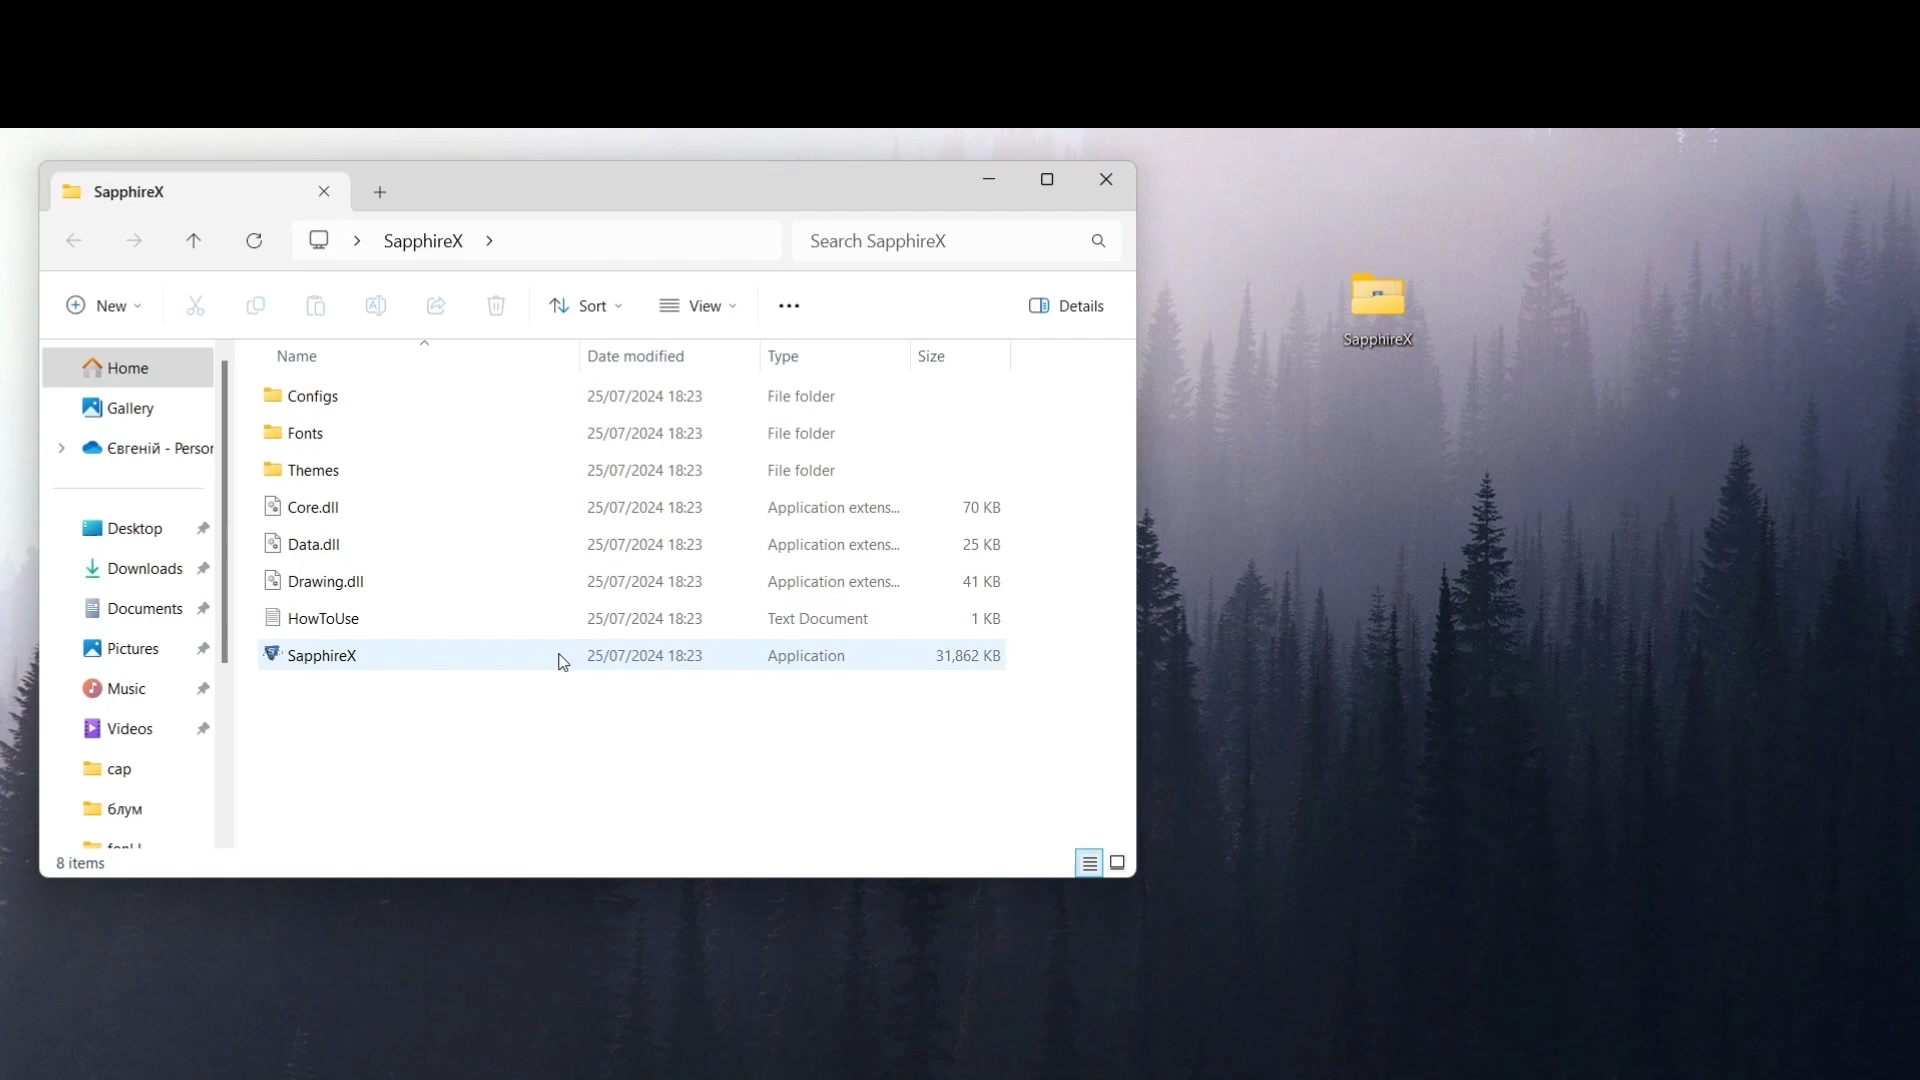 SapphireX
SapphireX
Search SapphireX
New
Sort
View
Details
Name
Date modified
Type
Size
Home
Gallery
Євгеній - Person
Desktop
Downloads
Documents
Pictures
Music
Videos
cap
блум
Configs 25/07/2024 18:23 File folder
Fonts 25/07/2024 18:23 File folder
Themes 25/07/2024 18:23 File folder
Core.dll 25/07/2024 18:23 Application extens... 70 KB
Data.dll 25/07/2024 18:23 Application extens... 25 KB
Drawing.dll 25/07/2024 18:23 Application extens... 41 KB
HowToUse 25/07/2024 18:23 Text Document 1 KB
SapphireX 25/07/2024 18:23 Application 31,862 KB
8 items
SapphireX